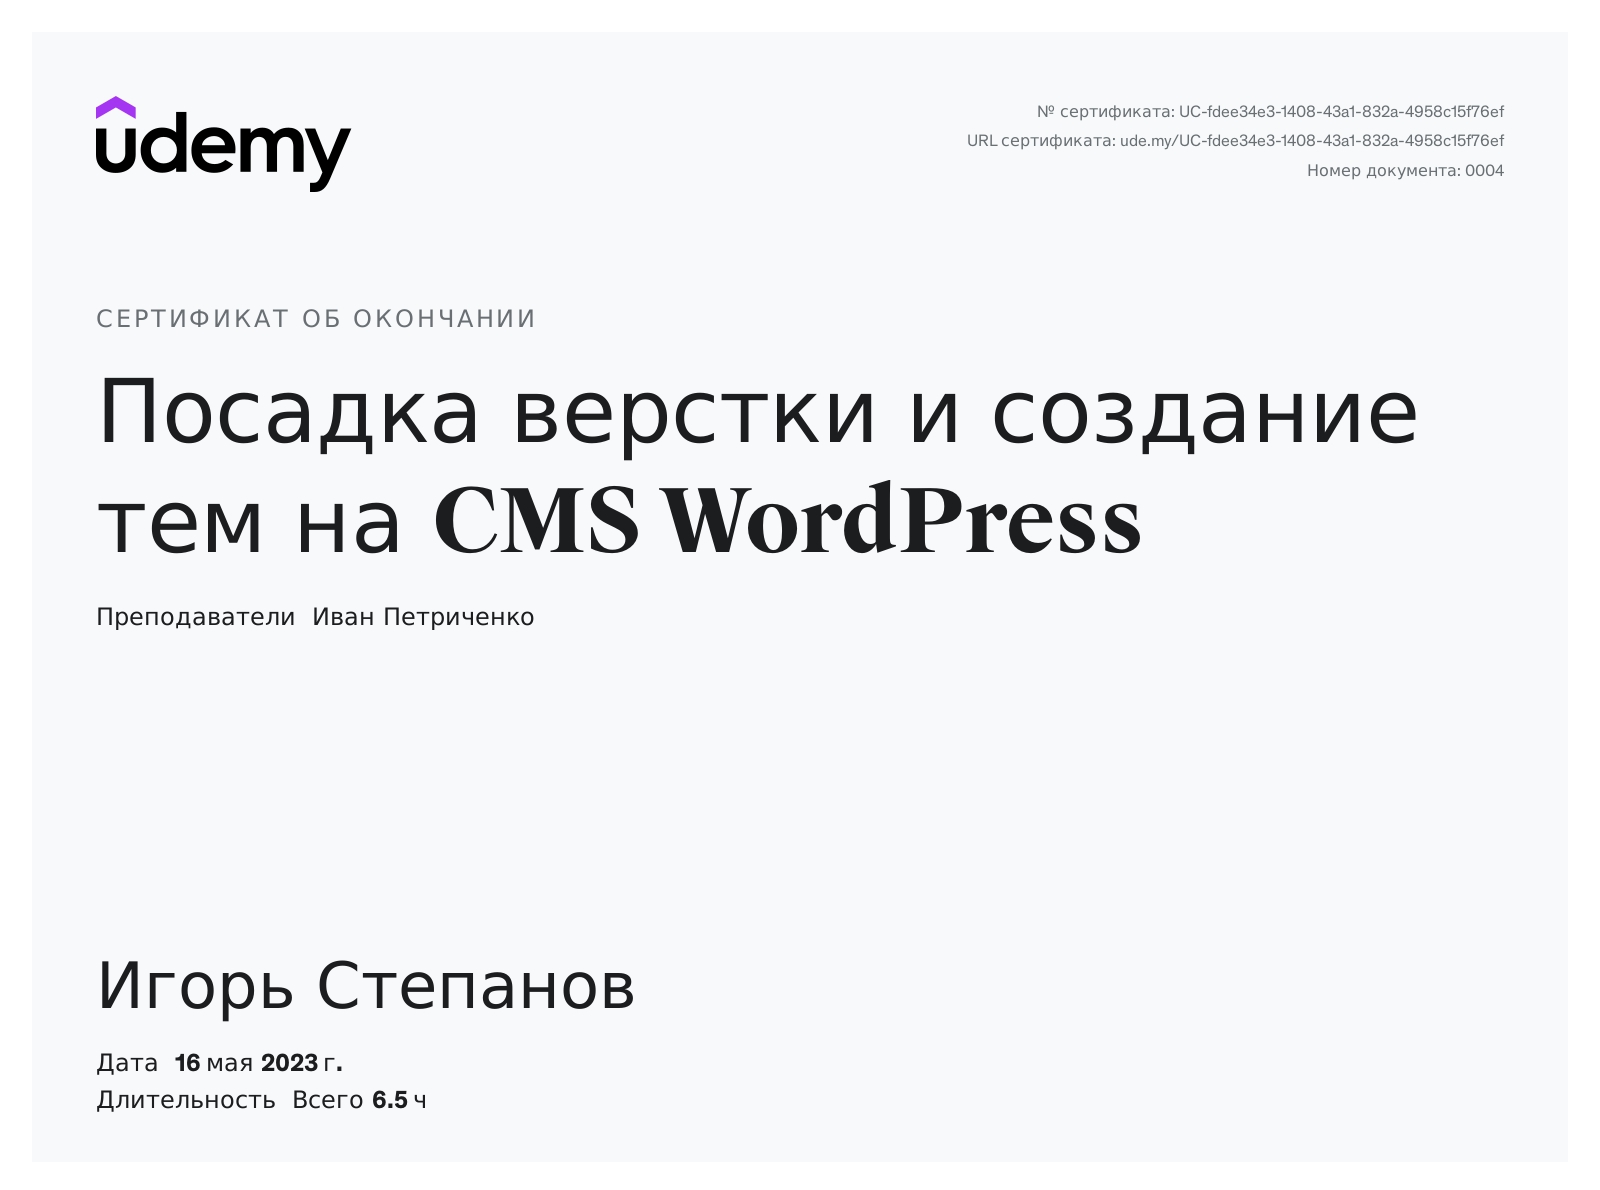 udemy
№ сертификата: UC-fdee34e3-1408-43a1-832a-4958c15f76ef
URL сертификата: ude.my/UC-fdee34e3-1408-43a1-832a-4958c15f76ef
Номер документа: 0004
СЕРТИФИКАТ ОБ ОКОНЧАНИИ
Посадка верстки и создание
тем на CMS WordPress
Преподаватели Иван Петриченко
Игорь Степанов
Дата 16 мая 2023 г.
Длительность Всего 6.5 ч